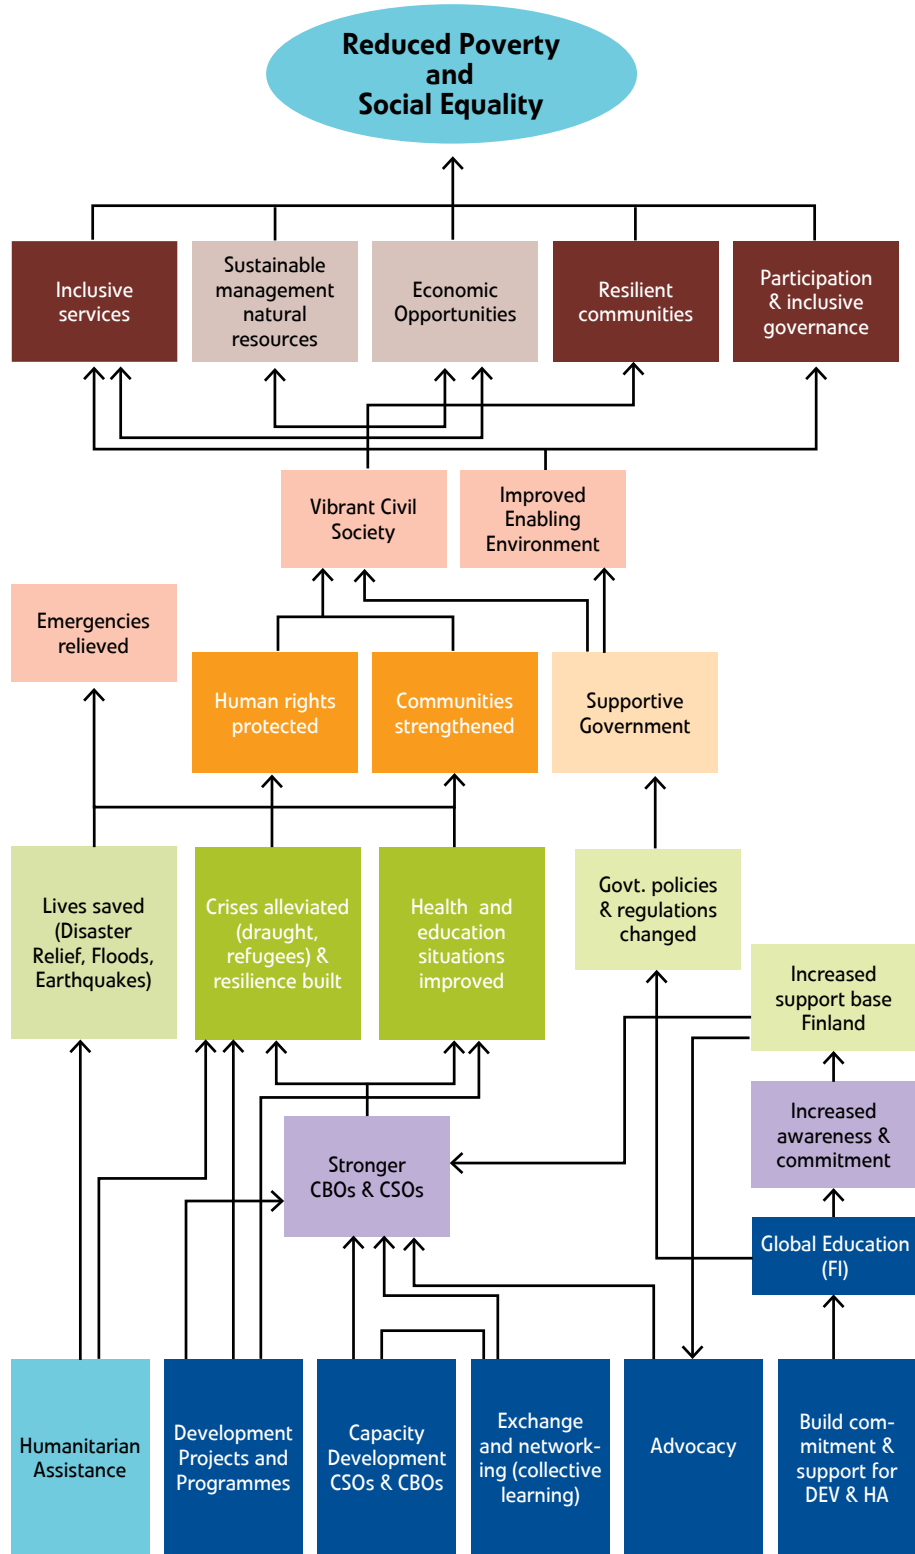 Reduced Poverty
and
Social Equality
Inclusive
services
Sustainable
management
natural
resources
Economic
Opportunities
Resilient
communities
Participation
& inclusive
governance
Vibrant Civil
Society
Improved
Enabling
Environment
Emergencies
relieved
Human rights
protected
Communities
strengthened
Supportive
Government
Lives saved
(Disaster
Relief, Floods,
Earthquakes)
Crises alleviated
(draught,
refugees) &
resilience built
Health and
education
situations
improved
Govt. policies
& regulations
changed
Increased
support base
Finland
Increased
awareness &
commitment
Stronger
CBOs & CSOs
Global Education
(FI)
Humanitarian
Assistance
Development
Projects and
Programmes
Capacity
Development
CSOs & CBOs
Exchange
and network-
ing (collective
learning)
Advocacy
Build com-
mitment &
support for
DEV & HA